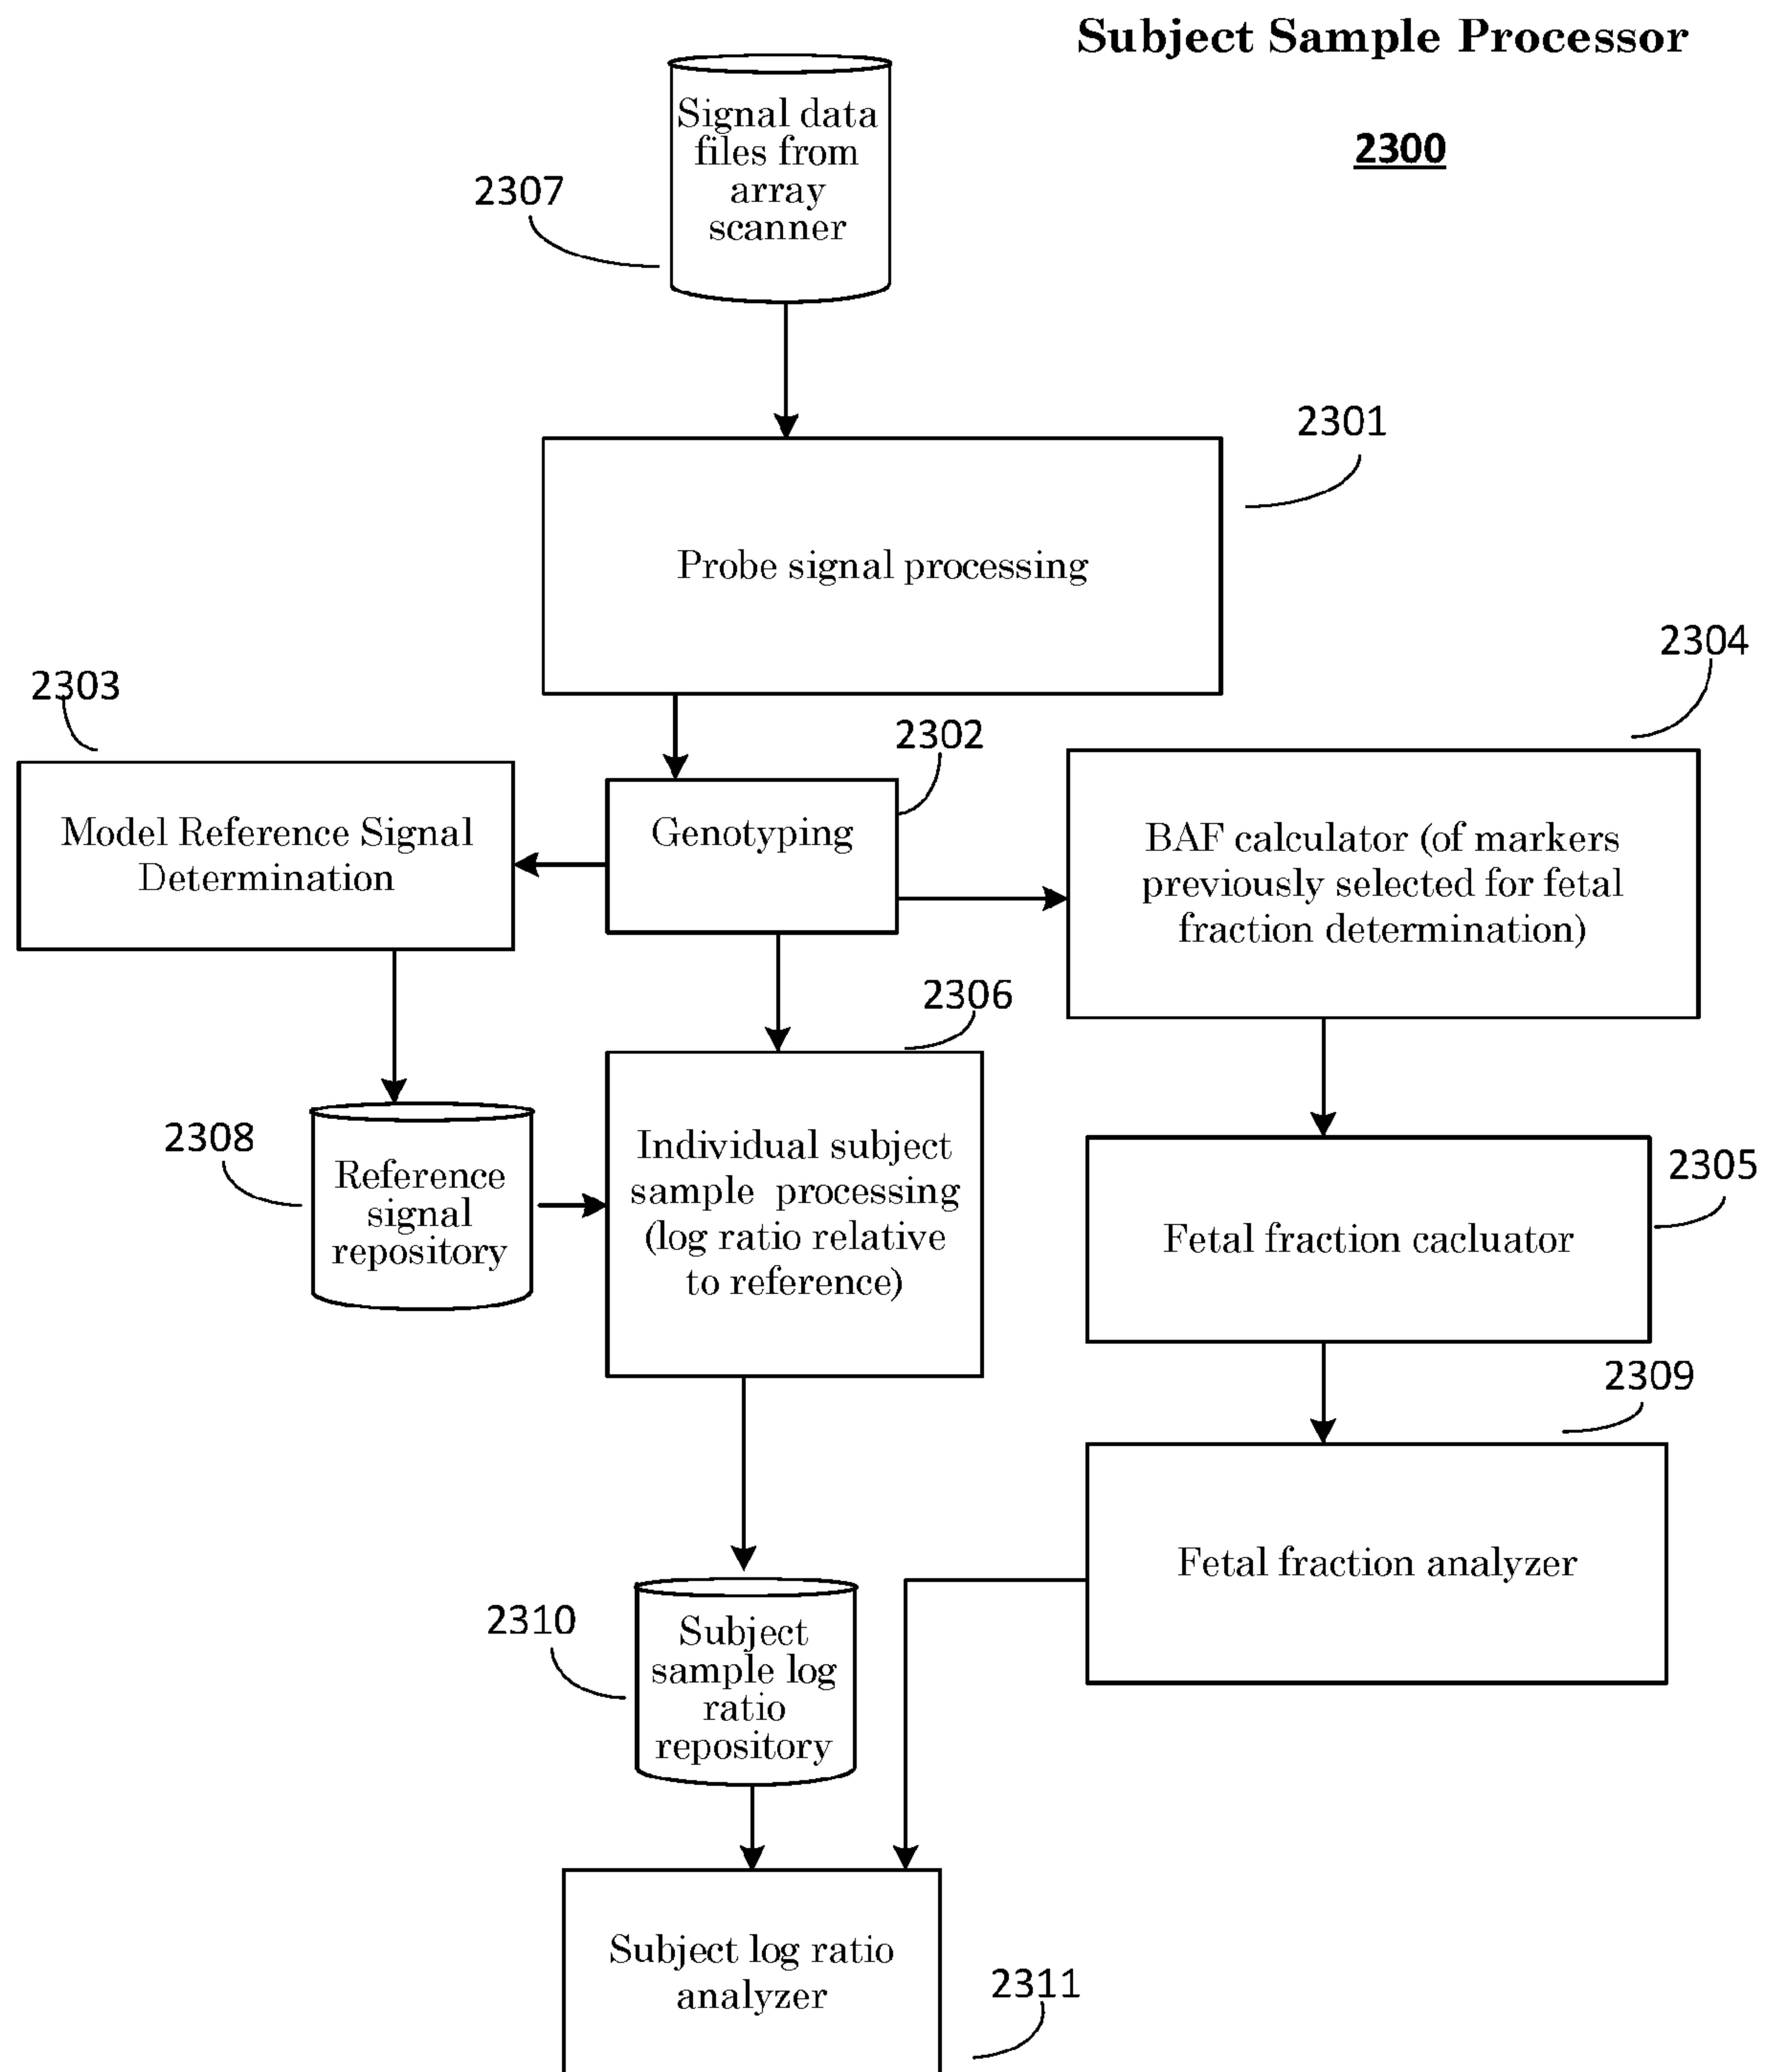 Subject Sample Processor
2300
Signal data
files from
array
scanner
2307
2301
Probe signal processing
2304
2303
2302
Model Reference Signal
Determination
Genotyping
BAF calculator (of markers
previously selected for fetal
fraction determination)
2306
2308
Reference
signal
repository
Individual subject
sample processing
(log ratio relative
to reference)
2305
Fetal fraction cacluator
2309
Fetal fraction analyzer
2310
Subject
sample log
ratio
repository
Subject log ratio
analyzer
2311